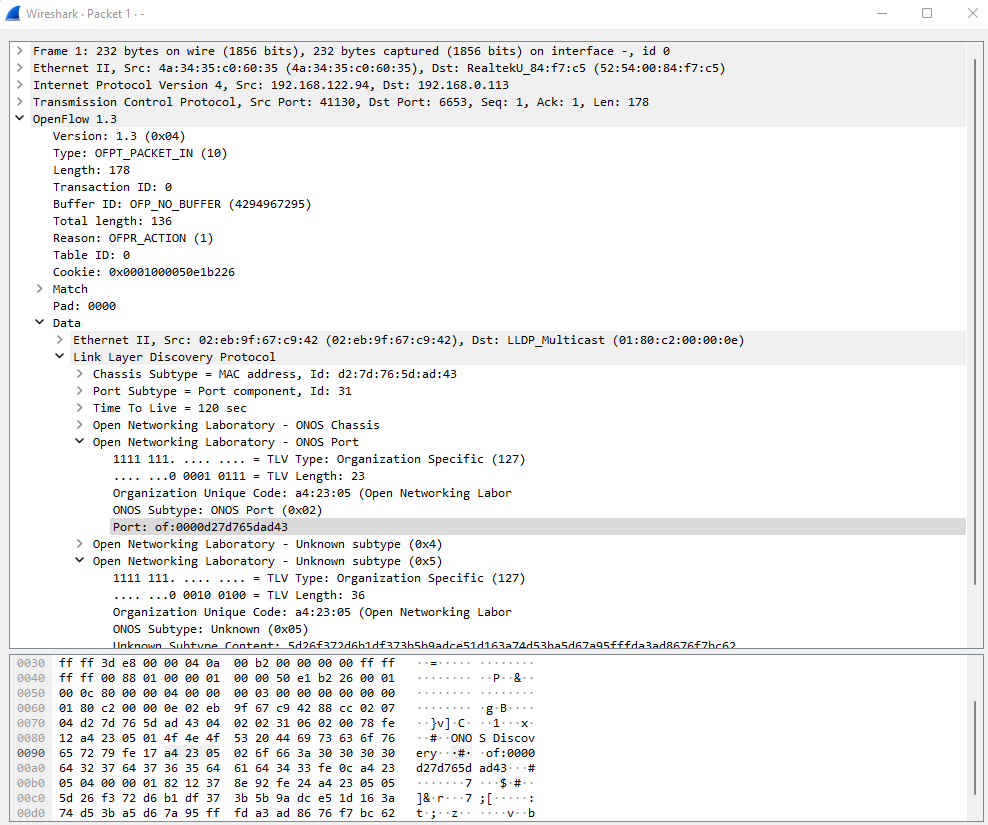 Wireshark · Packet 1 · -
Frame 1: 232 bytes on wire (1856 bits), 232 bytes captured (1856 bits) on interface -, id 0
Ethernet II, Src: 4a:34:35:c0:60:35 (4a:34:35:c0:60:35), Dst: RealtekU_84:f7:c5 (52:54:00:84:f7:c5)
Internet Protocol Version 4, Src: 192.168.122.94, Dst: 192.168.0.113
Transmission Control Protocol, Src Port: 41130, Dst Port: 6653, Seq: 1, Ack: 1, Len: 178
OpenFlow 1.3
Version: 1.3 (0x04)
Type: OFPT_PACKET_IN (10)
Length: 178
Transaction ID: 0
Buffer ID: OFP_NO_BUFFER (4294967295)
Total length: 136
Reason: OFPR_ACTION (1)
Table ID: 0
Cookie: 0x0001000050e1b226
Match
Pad: 0000
Data
Ethernet II, Src: 02:eb:9f:67:c9:42 (02:eb:9f:67:c9:42), Dst: LLDP_Multicast (01:80:c2:00:00:0e)
Link Layer Discovery Protocol
Chassis Subtype = MAC address, Id: d2:7d:76:5d:ad:43
Port Subtype = Port component, Id: 31
Time To Live = 120 sec
Open Networking Laboratory - ONOS Chassis
Open Networking Laboratory - ONOS Port
1111 111. .... .... = TLV Type: Organization Specific (127)
.... ...0 0001 0111 = TLV Length: 23
Organization Unique Code: a4:23:05 (Open Networking Labor
ONOS Subtype: ONOS Port (0x02)
Port: of:0000d27d765dad43
Open Networking Laboratory - Unknown subtype (0x4)
Open Networking Laboratory - Unknown subtype (0x5)
1111 111. .... .... = TLV Type: Organization Specific (127)
.... ...0 0010 0100 = TLV Length: 36
Organization Unique Code: a4:23:05 (Open Networking Labor
ONOS Subtype: Unknown (0x05)
Unknown Subtype Content: 5d26f372d6b1df373b5b9adce51d163a74d53ba5d67a95fffda3ad8676f7bc62
0030 ff ff 3d e8 00 00 04 0a 00 b2 00 00 00 00 ff ff ··=····· ········
0040 ff ff 00 88 01 00 00 01 00 00 50 e1 b2 26 00 01 ········ ··P··&··
0050 00 0c 80 00 00 04 00 00 00 03 00 00 00 00 00 00 ········ ········
0060 01 80 c2 00 00 0e 02 eb 9f 67 c9 42 88 cc 02 07 ········ ·g·B····
0070 04 d2 7d 76 5d ad 43 04 02 02 31 06 02 00 78 fe ··}v]·C· ··1···x·
0080 12 a4 23 05 01 4f 4e 4f 53 20 44 69 73 63 6f 76 ··#··ONO S Discov
0090 65 72 79 fe 17 a4 23 05 02 6f 66 3a 30 30 30 30 ery···#· ·of:0000
00a0 64 32 37 64 37 36 35 64 61 64 34 33 fe 0c a4 23 d27d765d ad43···#
00b0 05 04 00 00 01 82 12 37 8e 92 fe 24 a4 23 05 05 ·······7 ···$·#··
00c0 5d 26 f3 72 d6 b1 df 37 3b 5b 9a dc e5 1d 16 3a ]&·r···7 ;[·····:
00d0 74 d5 3b a5 d6 7a 95 ff fd a3 ad 86 76 f7 bc 62 t·;··z·· ····v··b